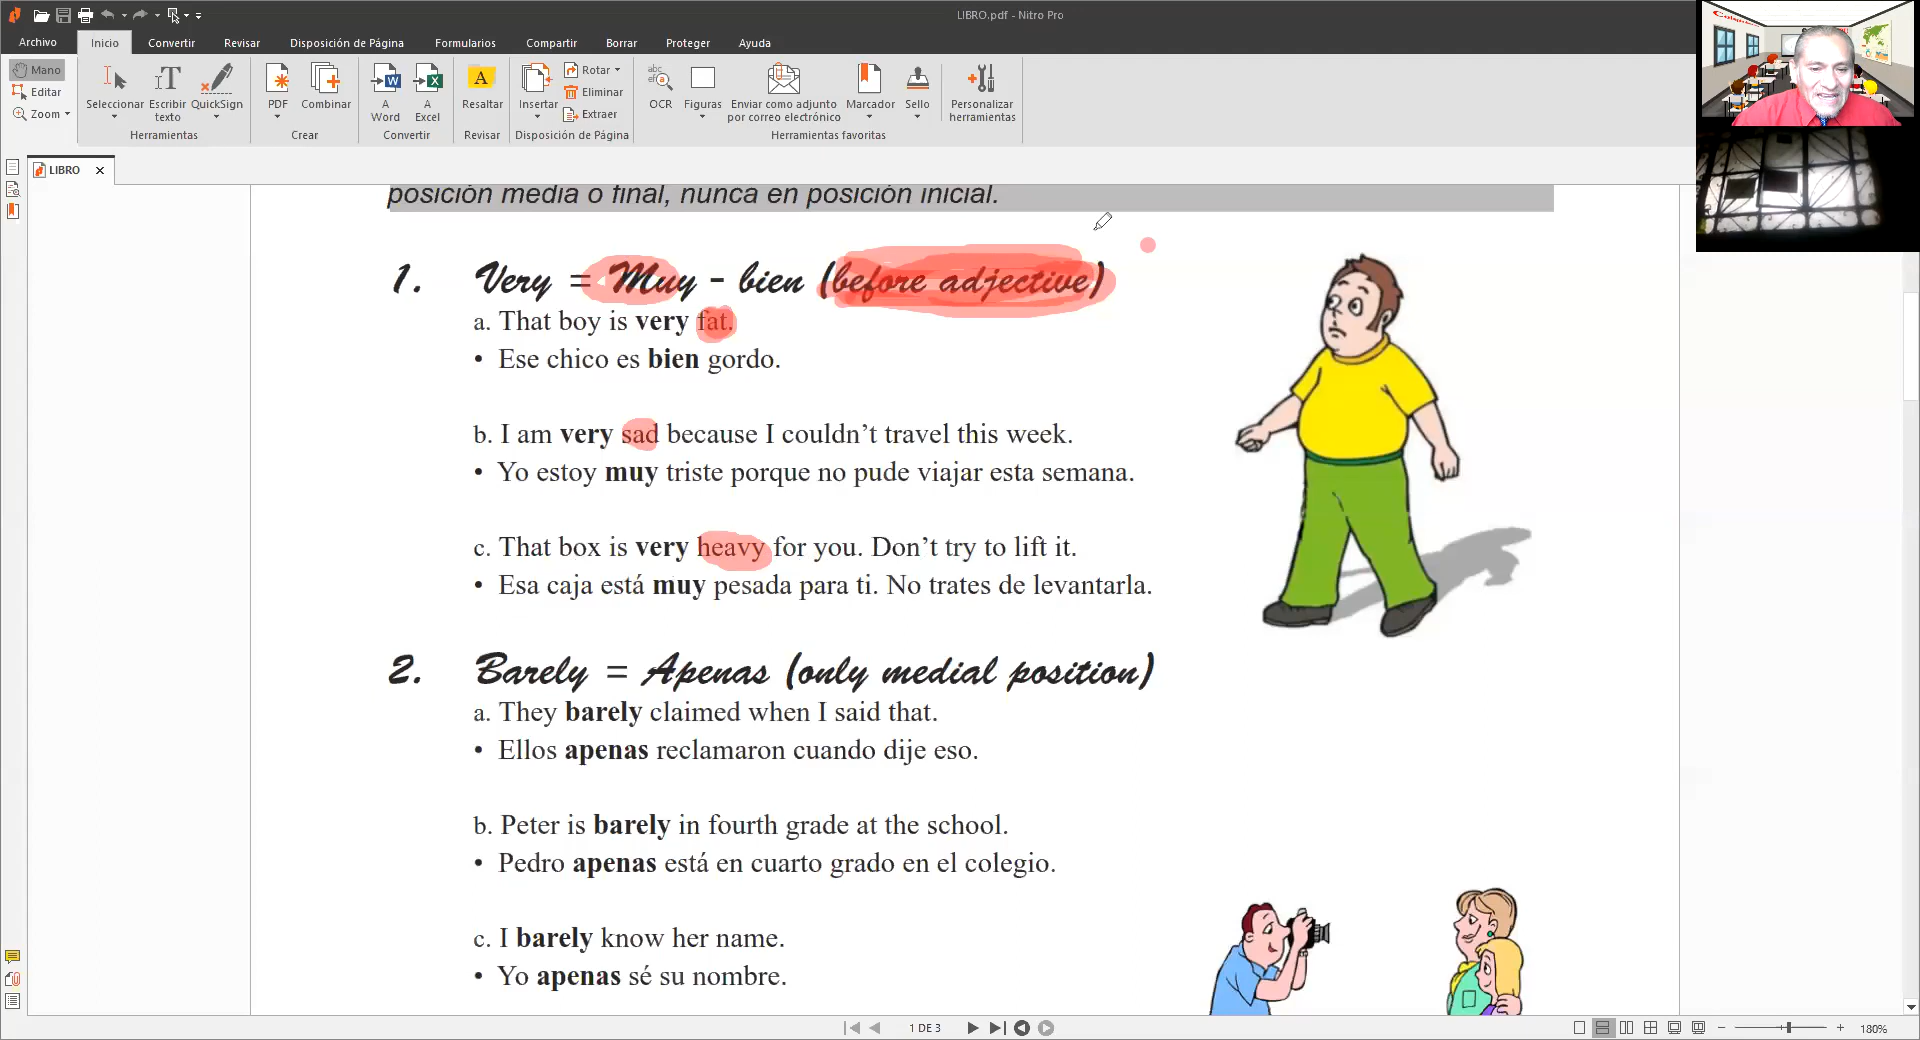 LIBRO.pdf - Nitro Pro
Archivo Inicio Convertir Revisar Disposición de Página Formularios Compartir Borrar Proteger Ayuda
Mano
Editar
Zoom
Seleccionar
Escribir texto
QuickSign
Herramientas
PDF
Combinar
Crear
A Word
A Excel
Convertir
Resaltar
Revisar
Insertar
Rotar
Eliminar
Extraer
Disposición de Página
OCR
Figuras
Enviar como adjunto por correo electrónico
Marcador
Sello
Herramientas favoritas
Personalizar herramientas
LIBRO
posición media o final, nunca en posición inicial.
1. Very = Muy - bien (before adjective)
a. That boy is very fat.
• Ese chico es bien gordo.
b. I am very sad because I couldn't travel this week.
• Yo estoy muy triste porque no pude viajar esta semana.
c. That box is very heavy for you. Don't try to lift it.
• Esa caja está muy pesada para ti. No trates de levantarla.
2. Barely = Apenas (only medial position)
a. They barely claimed when I said that.
• Ellos apenas reclamaron cuando dije eso.
b. Peter is barely in fourth grade at the school.
• Pedro apenas está en cuarto grado en el colegio.
c. I barely know her name.
• Yo apenas sé su nombre.
1 DE 3
180%